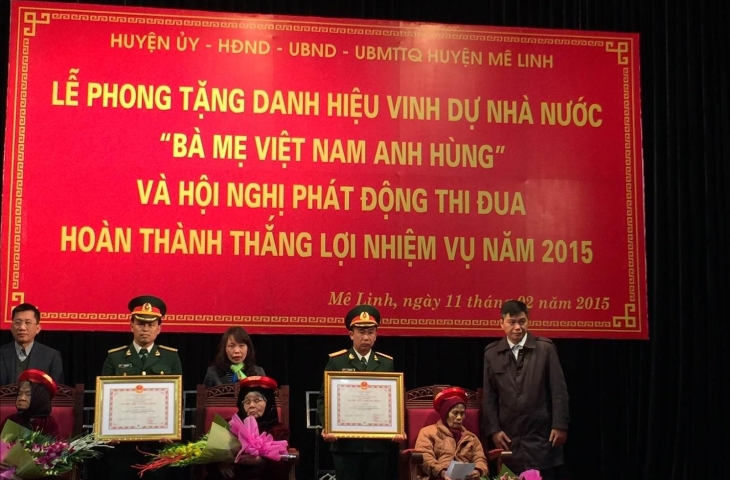 HUYỆN ỦY - HĐND - UBND - UBMTTQ HUYỆN MÊ LINH
LỄ PHONG TẶNG DANH HIỆU VINH DỰ NHÀ NƯỚC
“BÀ MẸ VIỆT NAM ANH HÙNG”
VÀ HỘI NGHỊ PHÁT ĐỘNG THI ĐUA
HOÀN THÀNH THẮNG LỢI NHIỆM VỤ NĂM 2015
Mê Linh, ngày 11 tháng 02 năm 2015